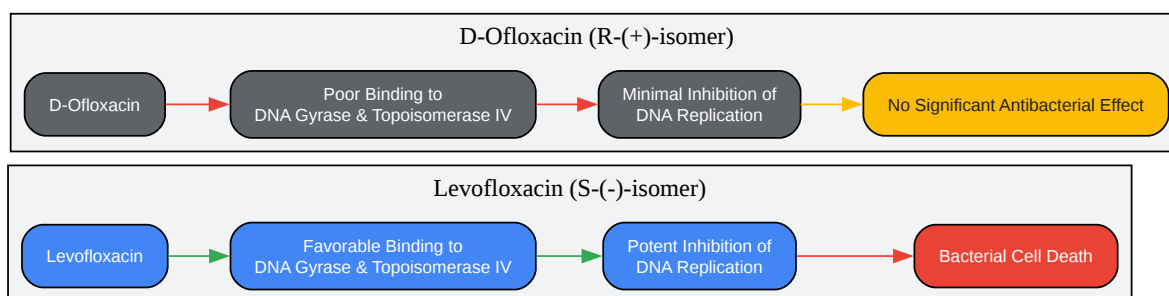 D-Ofloxacin (R-(+)-isomer)
D-Ofloxacin
Poor Binding to
DNA Gyrase & Topoisomerase IV
Minimal Inhibition of
DNA Replication
No Significant Antibacterial Effect
Levofloxacin (S-(-)-isomer)
Levofloxacin
Favorable Binding to
DNA Gyrase & Topoisomerase IV
Potent Inhibition of
DNA Replication
Bacterial Cell Death